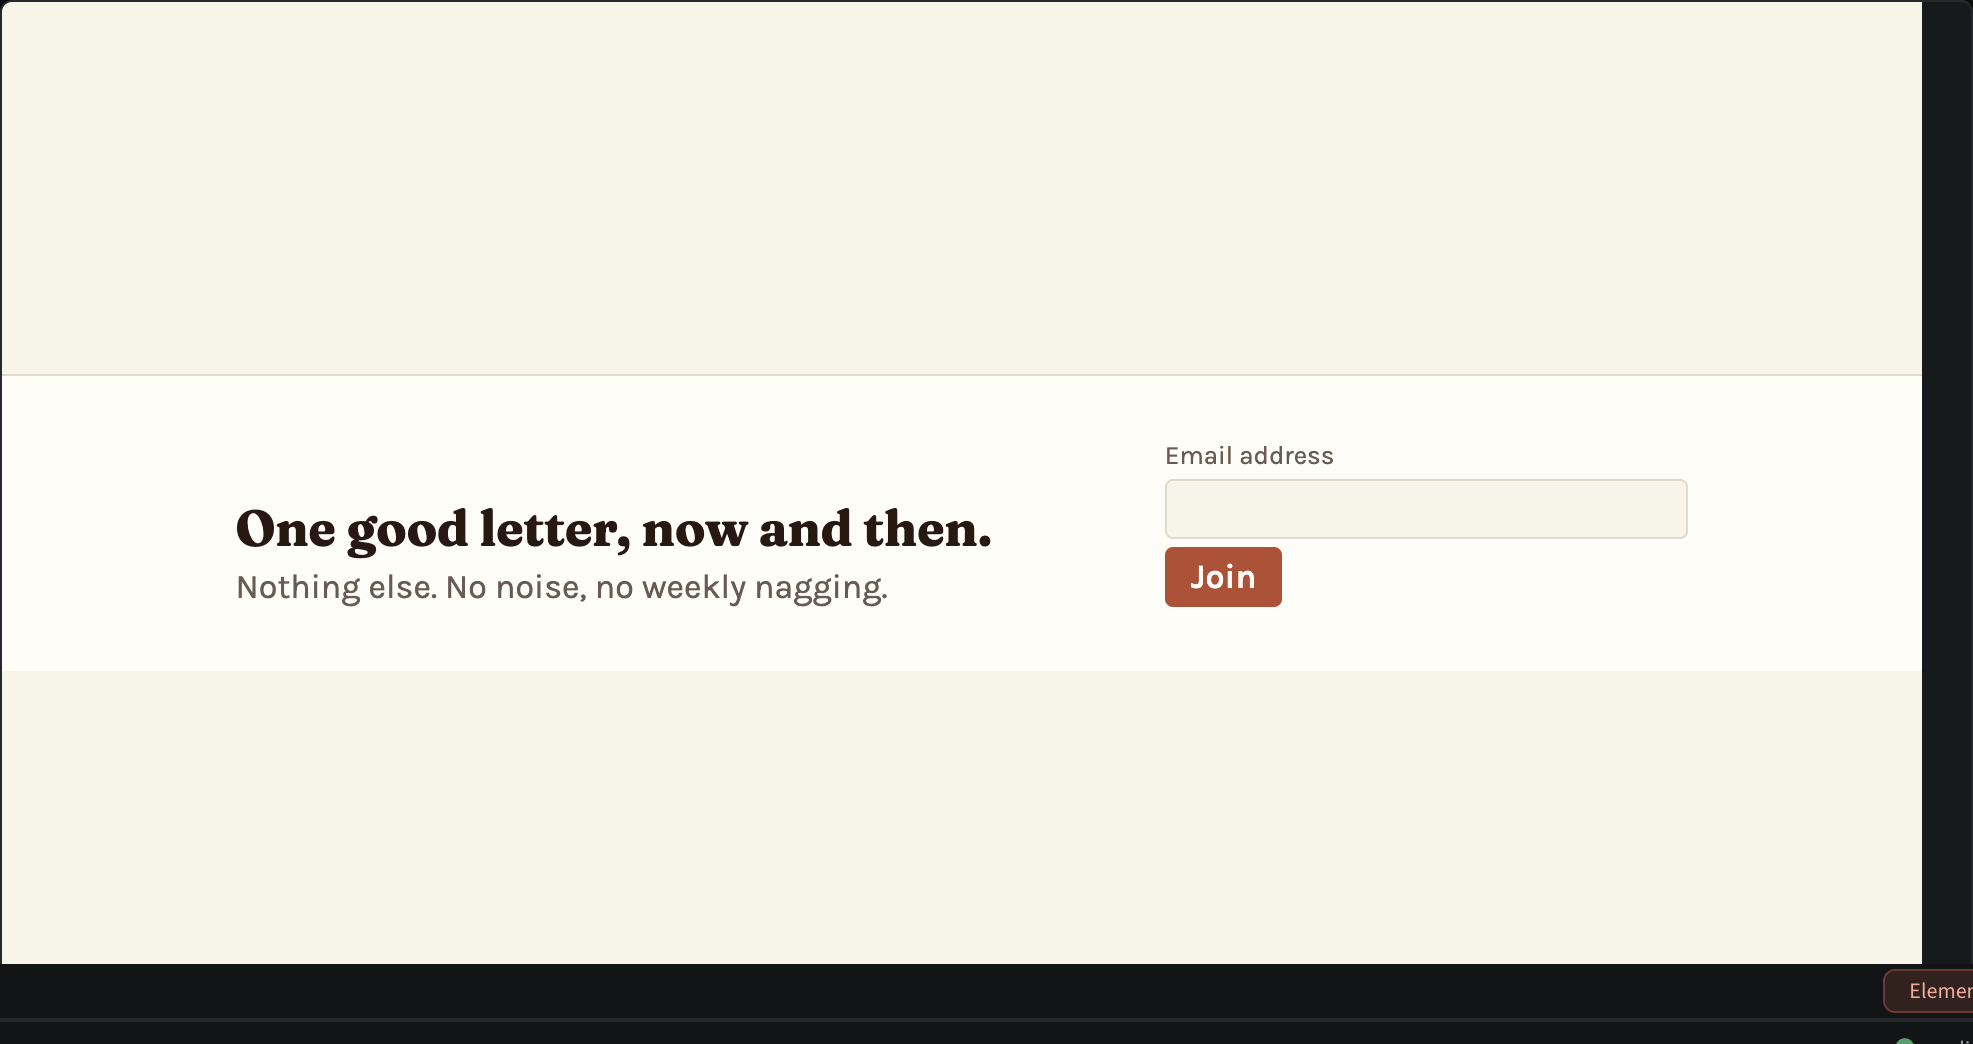 Email address
One good letter, now and then.
Nothing else. No noise, no weekly nagging.
Join